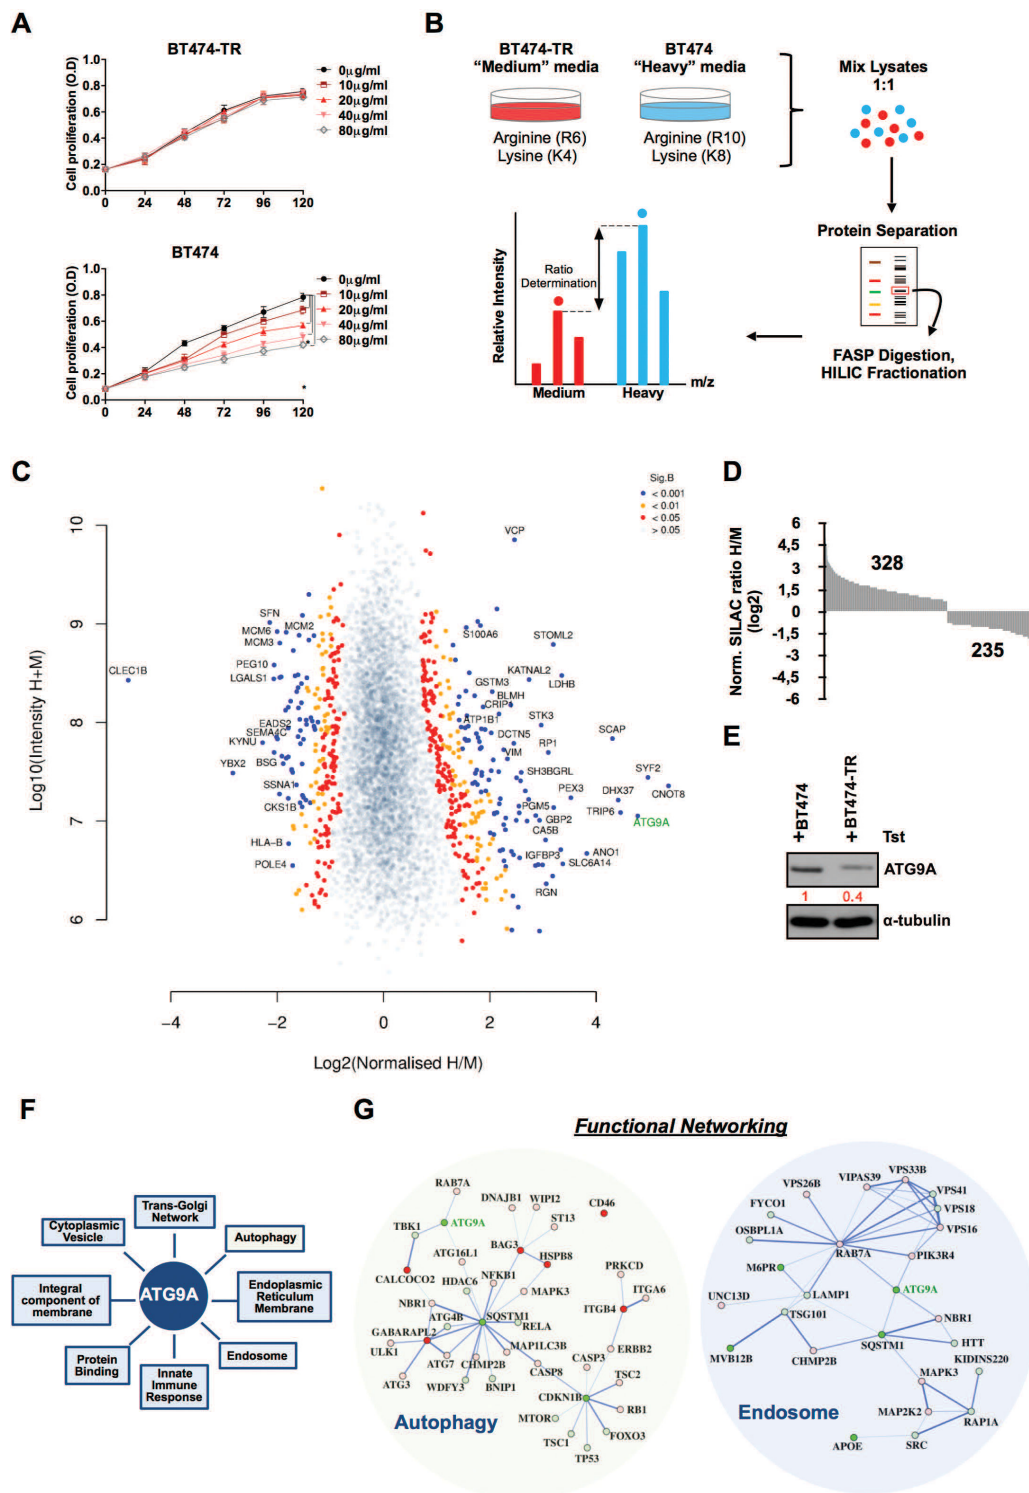 A
BT474-TR
Cell proliferation (O.D)
1.0
0.8
0.6
0.4
0.2
0.0
0 24 48 72 96 120
0µg/ml
10µg/ml
20µg/ml
40µg/ml
80µg/ml
BT474
Cell proliferation (O.D)
1.0
0.8
0.6
0.4
0.2
0.0
0 24 48 72 96 120
0µg/ml
10µg/ml
20µg/ml
40µg/ml
80µg/ml
*
B
BT474-TR
“Medium” media
Arginine (R6)
Lysine (K4)
BT474
“Heavy” media
Arginine (R10)
Lysine (K8)
Mix Lysates
1:1
Protein Separation
FASP Digestion,
HILIC Fractionation
Relative Intensity
Ratio
Determination
m/z
Medium
Heavy
C
Sig.B
< 0.001
< 0.01
< 0.05
> 0.05
Log10(Intensity H+M)
10
9
8
7
6
−4 −2 0 2 4
Log2(Normalised H/M)
VCP
SFN
MCM6
MCM2
MCM3
S100A6
STOML2
CLEC1B
PEG10
LGALS1
KATNAL2
GSTM3
LDHB
BLMH
CRIP1
EADS2
ATP1B1
STK3
SEMA4C
DCTN5
SCAP
KYNU
VIM
RP1
BSG
YBX2
SH3BGRL
SYF2
SSNA1
PEX3
DHX37
CNOT8
CKS1B
PGM5
TRIP6
GBP2
ATG9A
CA5B
HLA−B
IGFBP3
ANO1
POLE4
SLC6A14
RGN
D
Norm. SILAC ratio H/M
(log2)
6
4,5
3
1,5
0
-1,5
-3
-4,5
-6
328
235
E
+BT474
+BT474-TR
Tst
ATG9A
1 0.4
α-tubulin
F
Trans-Golgi
Network
Cytoplasmic
Vesicle
Autophagy
Integral
component of
membrane
ATG9A
Endoplasmic
Reticulum
Membrane
Protein
Binding
Innate
Immune
Response
Endosome
G
Functional Networking
RAB7A
DNAJB1
WIPI2
CD46
TBK1
ATG9A
ST13
BAG3
ATG16L1
HSPB8
CALCOCO2
HDAC6
NFKB1
PRKCD
ITGA6
NBR1
MAPK3
ATG4B
SQSTM1
ITGB4
RELA
GABARAPL2
ULK1
MAP1LC3B
ERBB2
ATG7
CHMP2B
CASP8
CASP3
TSC2
ATG3
WDFY3
BNIP1
CDKN1B
RB1
MTOR
FOXO3
TSC1
TP53
Autophagy
VPS33B
VIPAS39
VPS26B
VPS41
FYCO1
VPS18
OSBPL1A
VPS16
RAB7A
M6PR
PIK3R4
UNC13D
LAMP1
ATG9A
TSG101
NBR1
SQSTM1
HTT
MVB12B
CHMP2B
KIDINS220
MAPK3
MAP2K2
RAP1A
APOE
SRC
Endosome